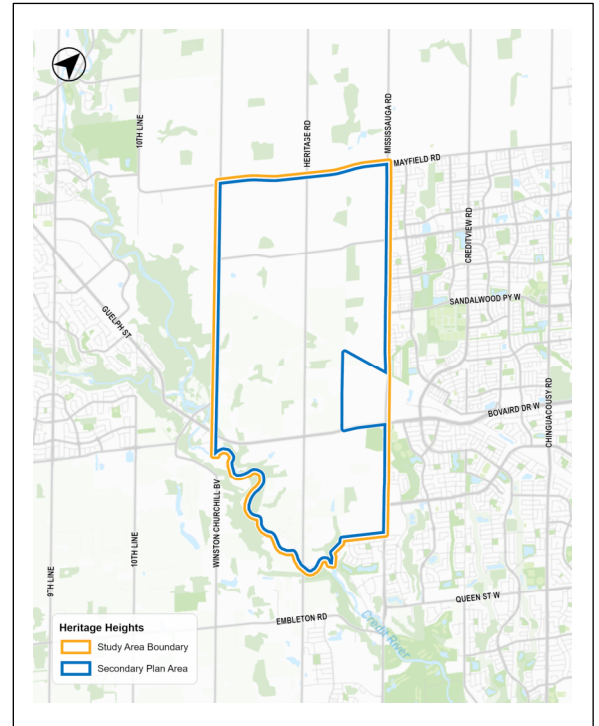 10TH LINE
HERITAGE RD
MISSISSAUGA RD
MAYFIELD RD
CREDITVIEW RD
SANDALWOOD PY W
GUELPH ST
BOVAIRD DR W
CHINGUACOUSY RD
WINSTON CHURCHILL BV
10TH LINE
9TH LINE
QUEEN ST W
EMBLETON RD
Credit River
Heritage Heights
Study Area Boundary
Secondary Plan Area